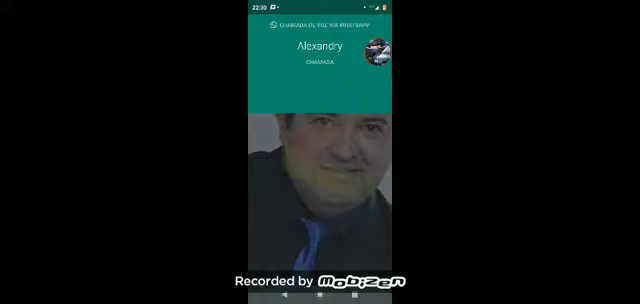 22:30
CHAMADA DE VOZ VIA WHATSAPP
Alexandry
CHAMADA
Recorded by mobizen